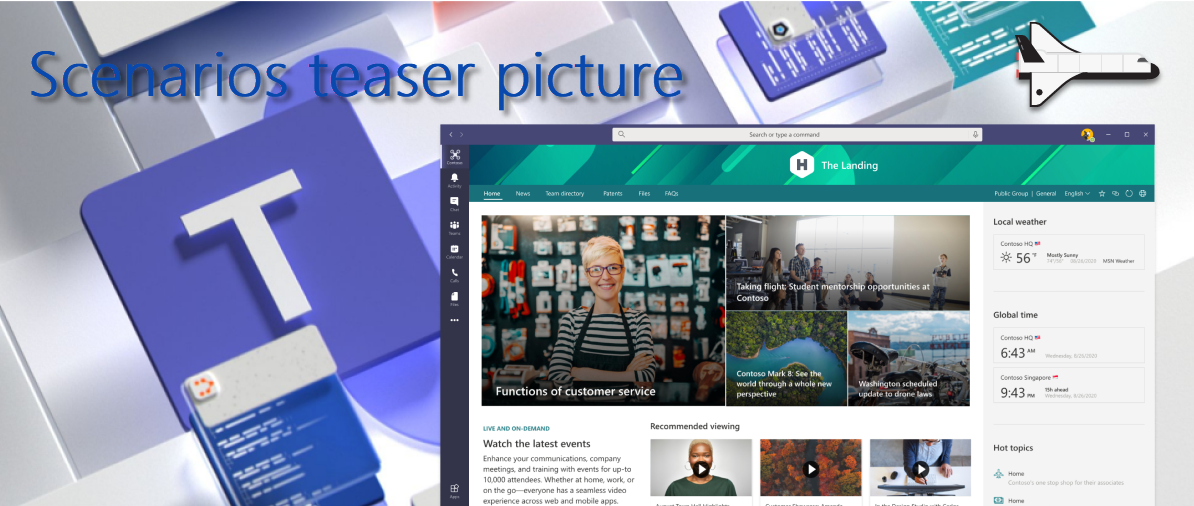 Scenarios teaser picture
T
Search or type a command
Contoso
Activity
Chat
Teams
Calendar
Calls
Files
Apps
H The Landing
Home News Team directory Patents Files FAQs
Public Group | General English
Functions of customer service
Taking flight: Student mentorship opportunities at
Contoso
Contoso Mark 8: See the
world through a whole new
perspective
Washington scheduled
update to drone laws
LIVE AND ON-DEMAND
Watch the latest events
Enhance your communications, company
meetings, and training with events for up-to
10,000 attendees. Whether at home, work, or
on the go—everyone has a seamless video
experience across web and mobile apps.
Recommended viewing
Local weather
Contoso HQ
56 °F
Mostly Sunny
08/26/2020 MSN Weather
Global time
Contoso HQ
6:43 AM
Wednesday, 8/26/2020
Contoso Singapore
9:43 PM
15h ahead
Wednesday, 8/26/2020
Hot topics
Home
Contoso's one stop shop for their associates
Home